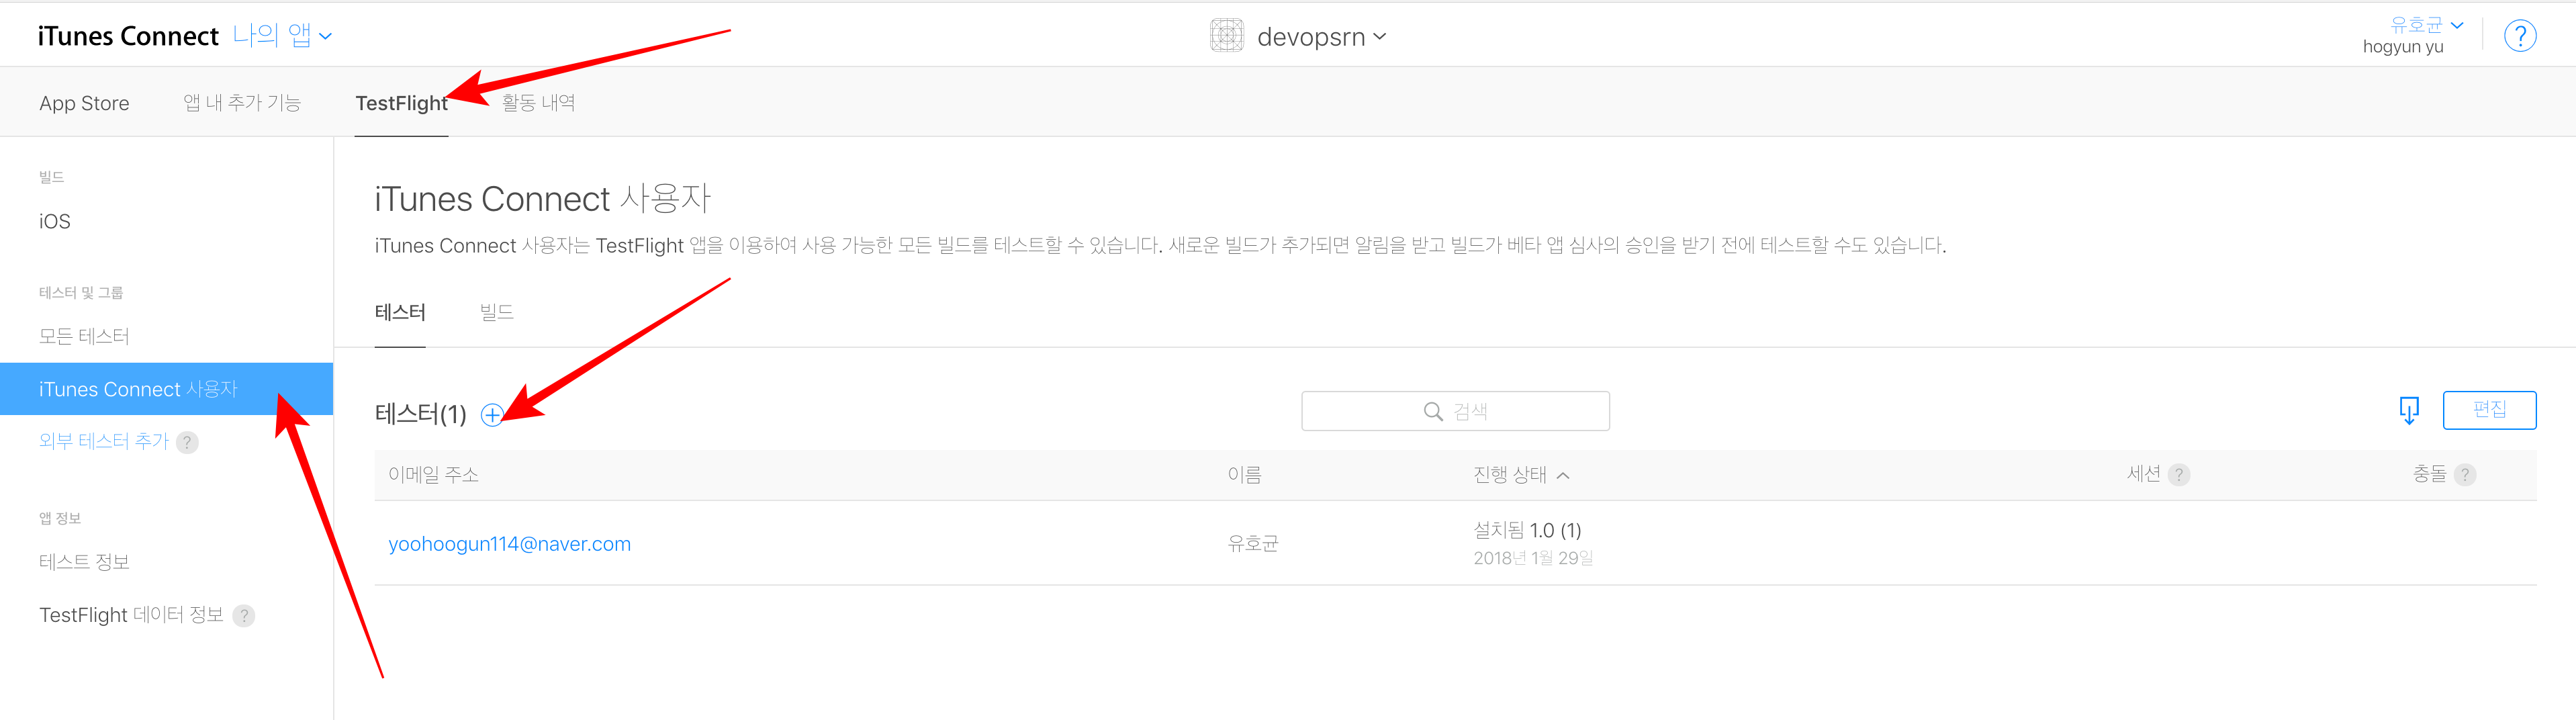 iTunes Connect 나의 앱
devopsrn
유호균
hogyun yu
?
App Store 앱 내 추가 기능 TestFlight 활동 내역
빌드
iOS
테스터 및 그룹
모든 테스터
iTunes Connect 사용자
외부 테스터 추가 ?
앱 정보
테스트 정보
TestFlight 데이터 정보 ?
iTunes Connect 사용자
iTunes Connect 사용자는 TestFlight 앱을 이용하여 사용 가능한 모든 빌드를 테스트할 수 있습니다. 새로운 빌드가 추가되면 알림을 받고 빌드가 베타 앱 심사의 승인을 받기 전에 테스트할 수도 있습니다.
테스터 빌드
테스터(1) 검색 편집
이메일 주소 이름 진행 상태 세션 ? 충돌 ?
yoohoogun114@naver.com 유호균 설치됨 1.0 (1)
2018년 1월 29일